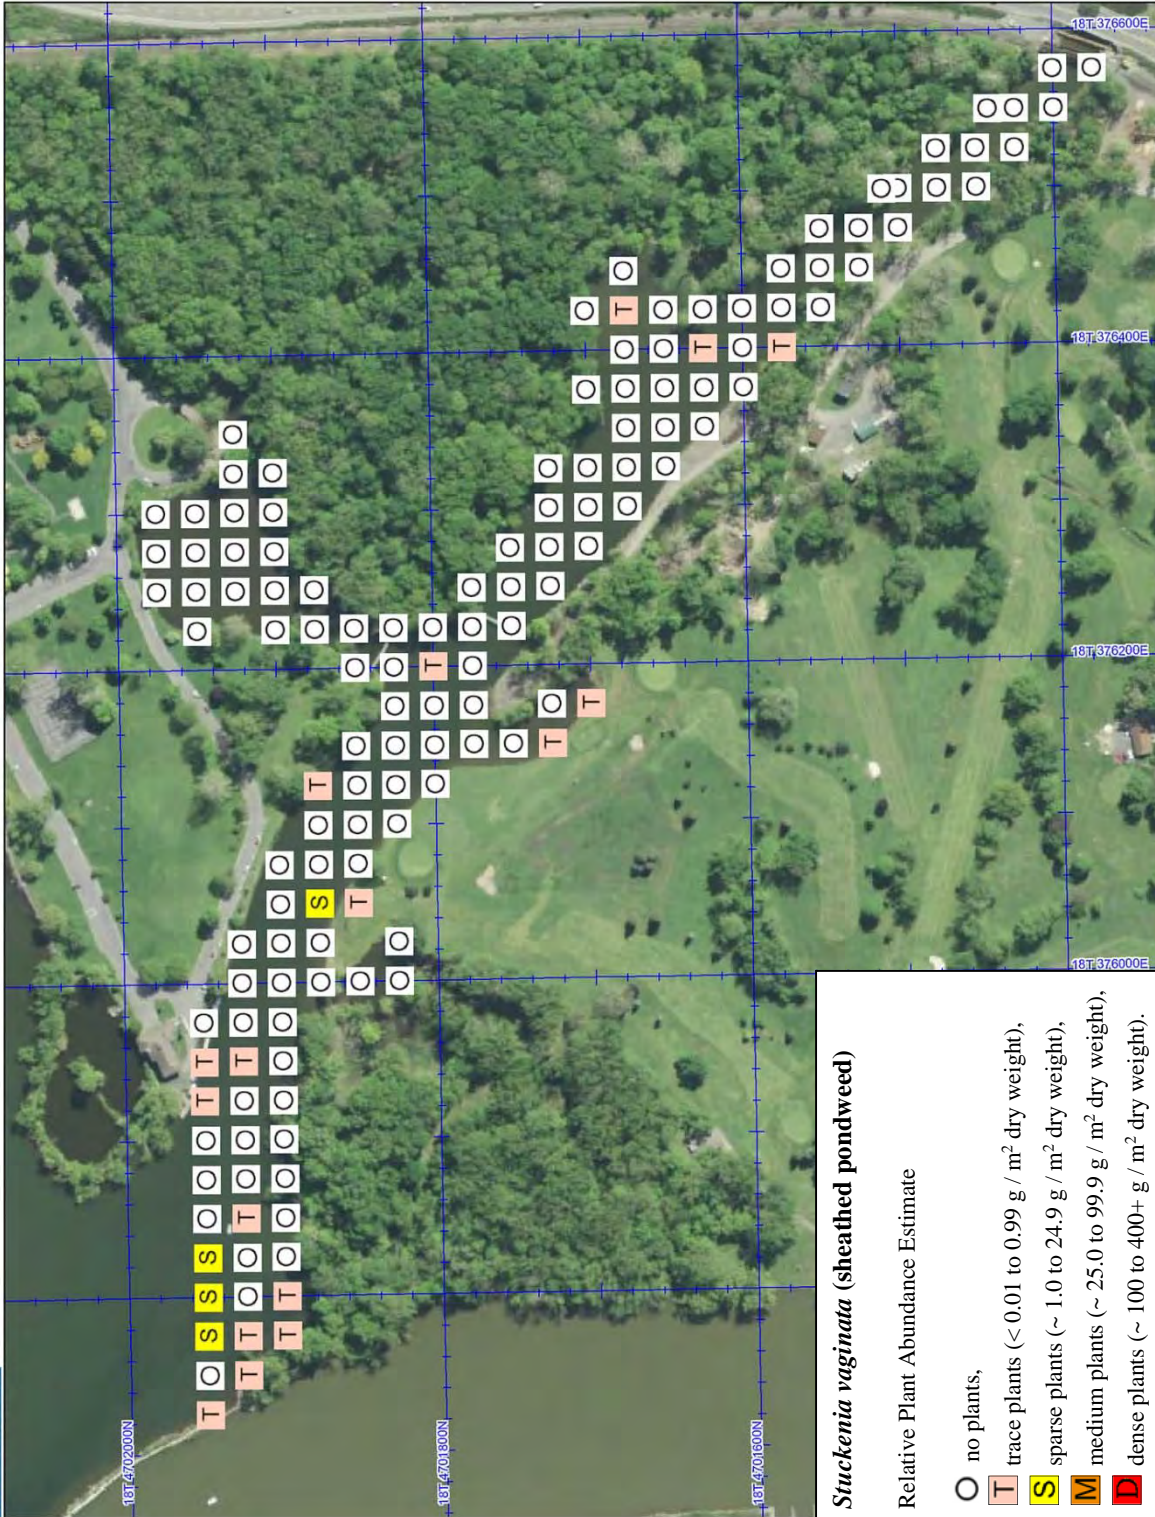 18T 4702000N
T S S S T T
T T T T
T T
S T
T
18T 4701800N
T
T
T
T
T
T
18T 4701600N
18T 376000E
18T 376200E
18T 376400E
18T 376600E
Stuckenia vaginata (sheathed pondweed)
Relative Plant Abundance Estimate
O no plants,
T trace plants (< 0.01 to 0.99 g / m² dry weight),
S sparse plants (~ 1.0 to 24.9 g / m² dry weight),
M medium plants (~ 25.0 to 99.9 g / m² dry weight),
D dense plants (~ 100 to 400+ g / m² dry weight).